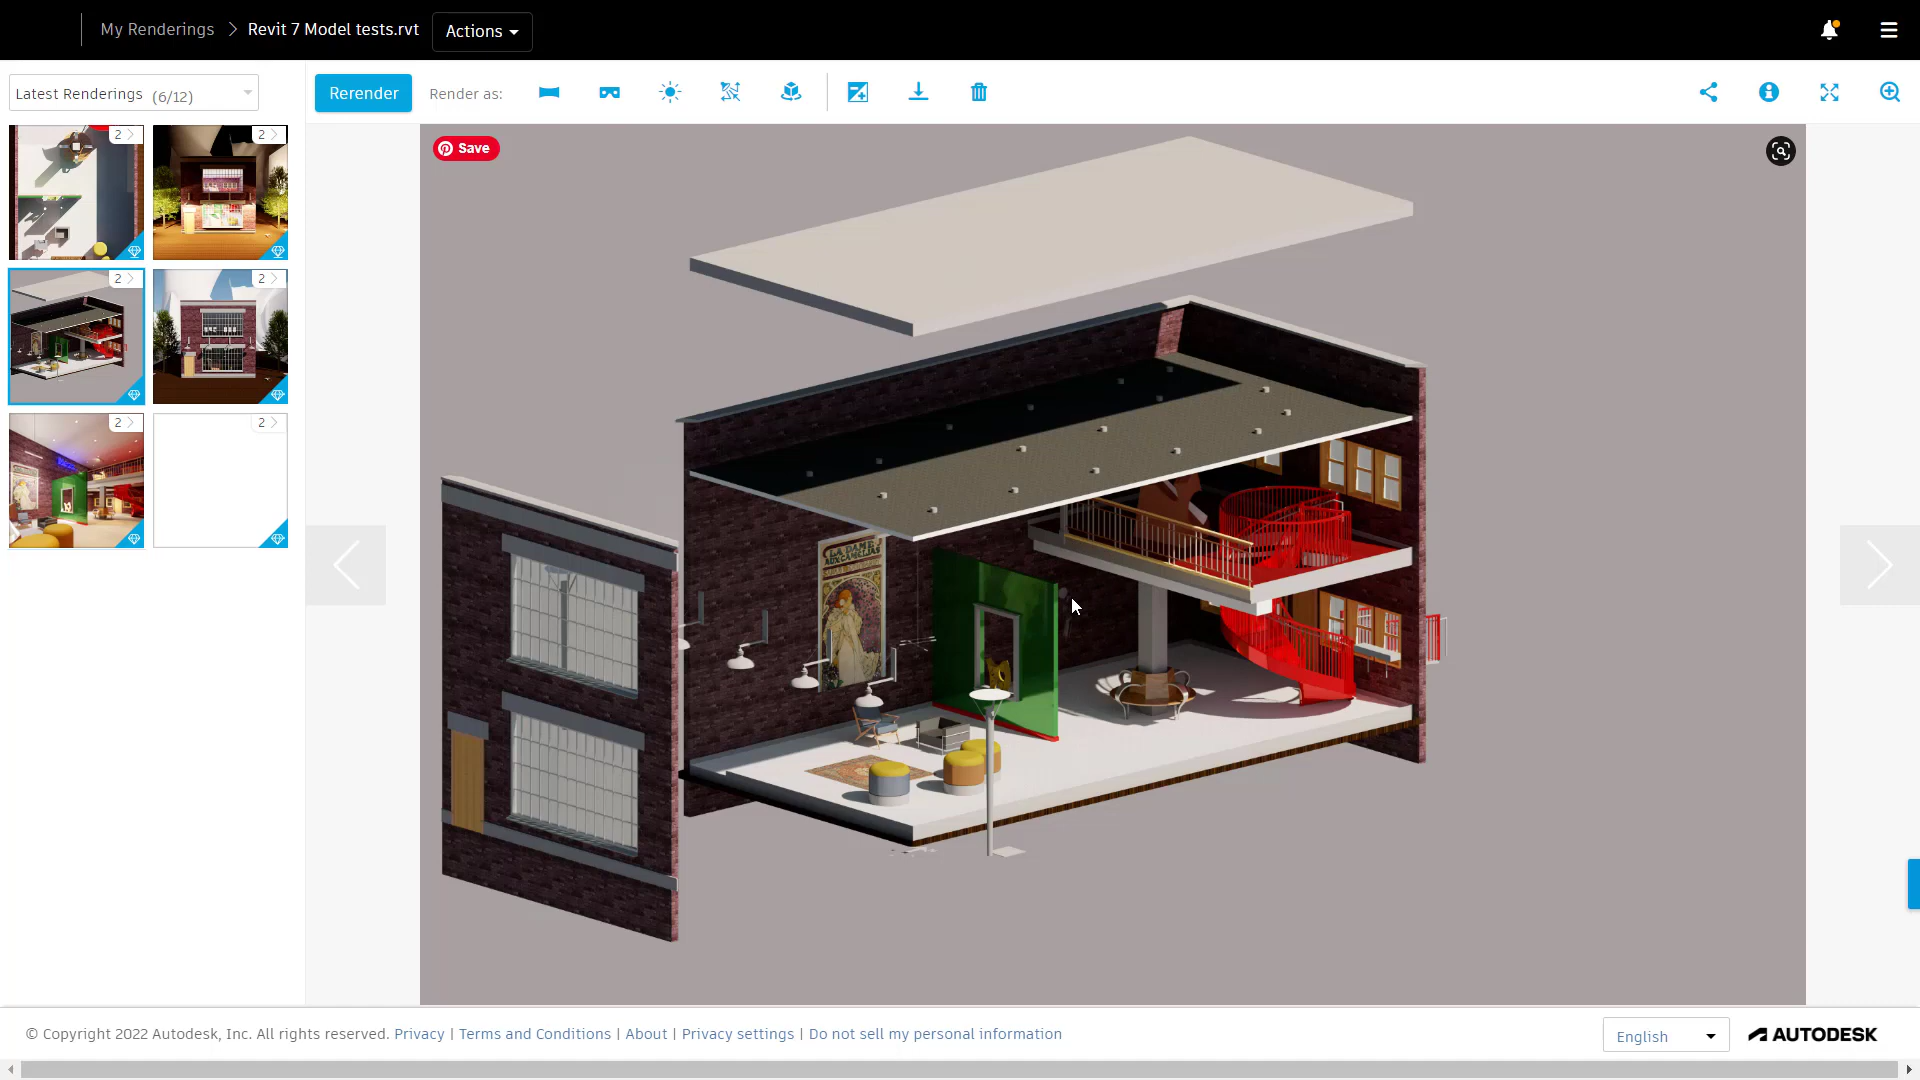 My Renderings
Revit 7 Model tests.rvt
Actions
Latest Renderings (6/12)
Rerender
Render as:
2
2
2
2
2
2
Save
LA DAME
AUX CAMELIAS
© Copyright 2022 Autodesk, Inc. All rights reserved. Privacy | Terms and Conditions | About | Privacy settings | Do not sell my personal information
English
AUTODESK